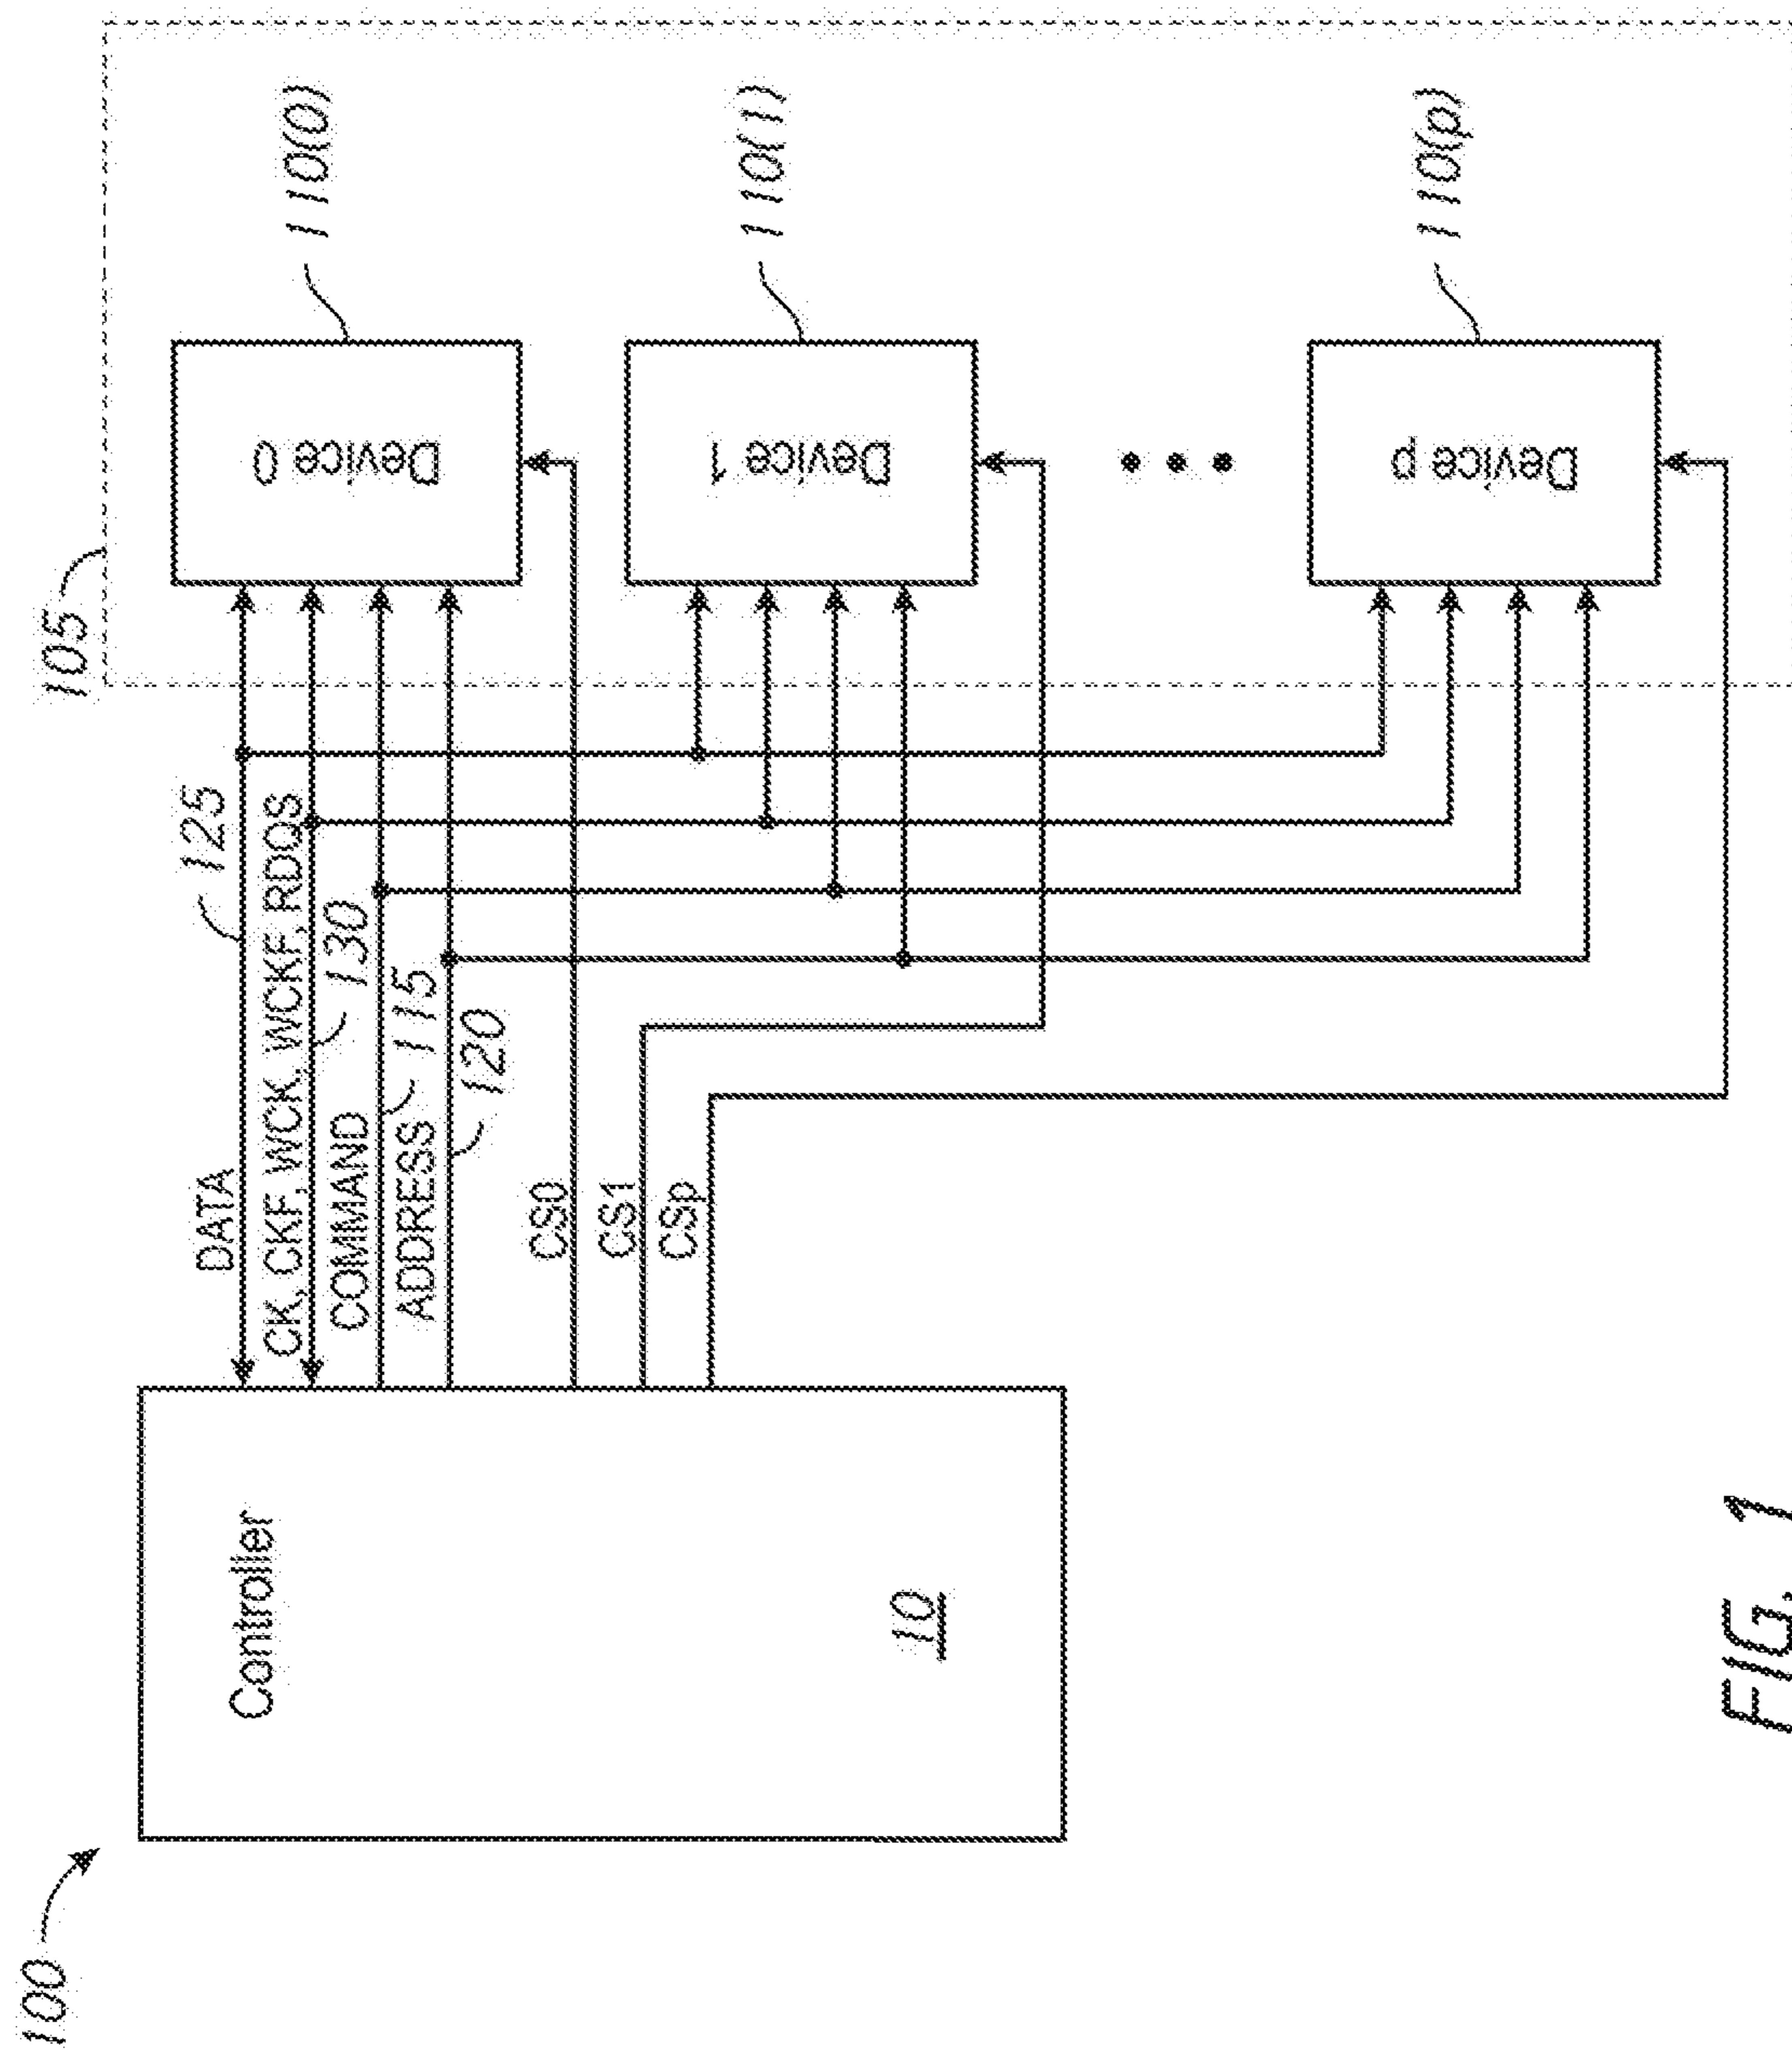 100
105
Controller
10
DATA
125
CK, CKF, WCK, WCKF, RDQS
130
COMMAND
115
ADDRESS
120
CS0
CS1
CSp
Device 0
110(0)
Device 1
110(1)
Device p
110(p)
FIG. 1